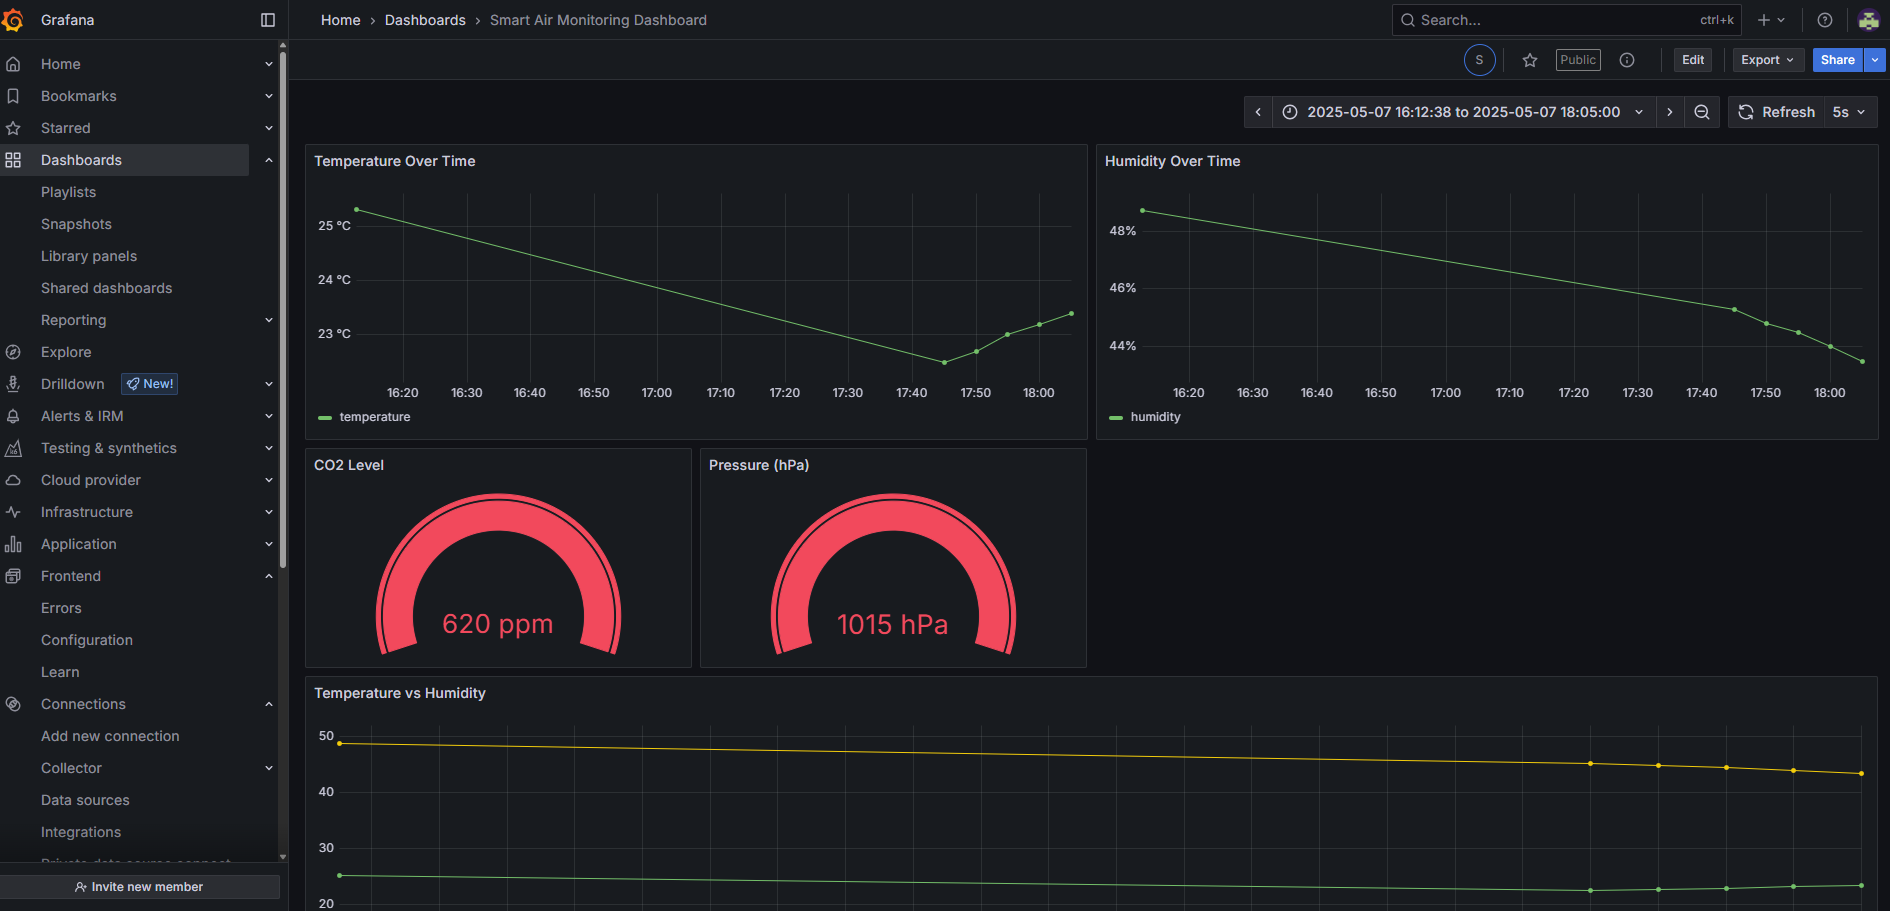 Grafana
Home › Dashboards › Smart Air Monitoring Dashboard
Search... ctrl+k
S Public Edit Export Share
2025-05-07 16:12:38 to 2025-05-07 18:05:00 Refresh 5s
Home
Bookmarks
Starred
Dashboards
Playlists
Snapshots
Library panels
Shared dashboards
Reporting
Explore
Drilldown New!
Alerts & IRM
Testing & synthetics
Cloud provider
Infrastructure
Application
Frontend
Errors
Configuration
Learn
Connections
Add new connection
Collector
Data sources
Integrations
Private data source connect
Invite new member
Temperature Over Time
25 °C
24 °C
23 °C
16:20 16:30 16:40 16:50 17:00 17:10 17:20 17:30 17:40 17:50 18:00
temperature
Humidity Over Time
48%
46%
44%
16:20 16:30 16:40 16:50 17:00 17:10 17:20 17:30 17:40 17:50 18:00
humidity
CO2 Level
620 ppm
Pressure (hPa)
1015 hPa
Temperature vs Humidity
50
40
30
20